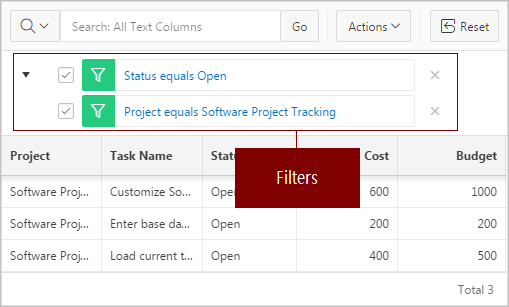 Search: All Text Columns Go Actions Reset
Status equals Open
Project equals Software Project Tracking
Project Task Name Statu Cost Budget
Filters
Software Proj... Customize So... Open 600 1000
Software Proj... Enter base da... Open 200 200
Software Proj... Load current t... Open 400 500
Total 3